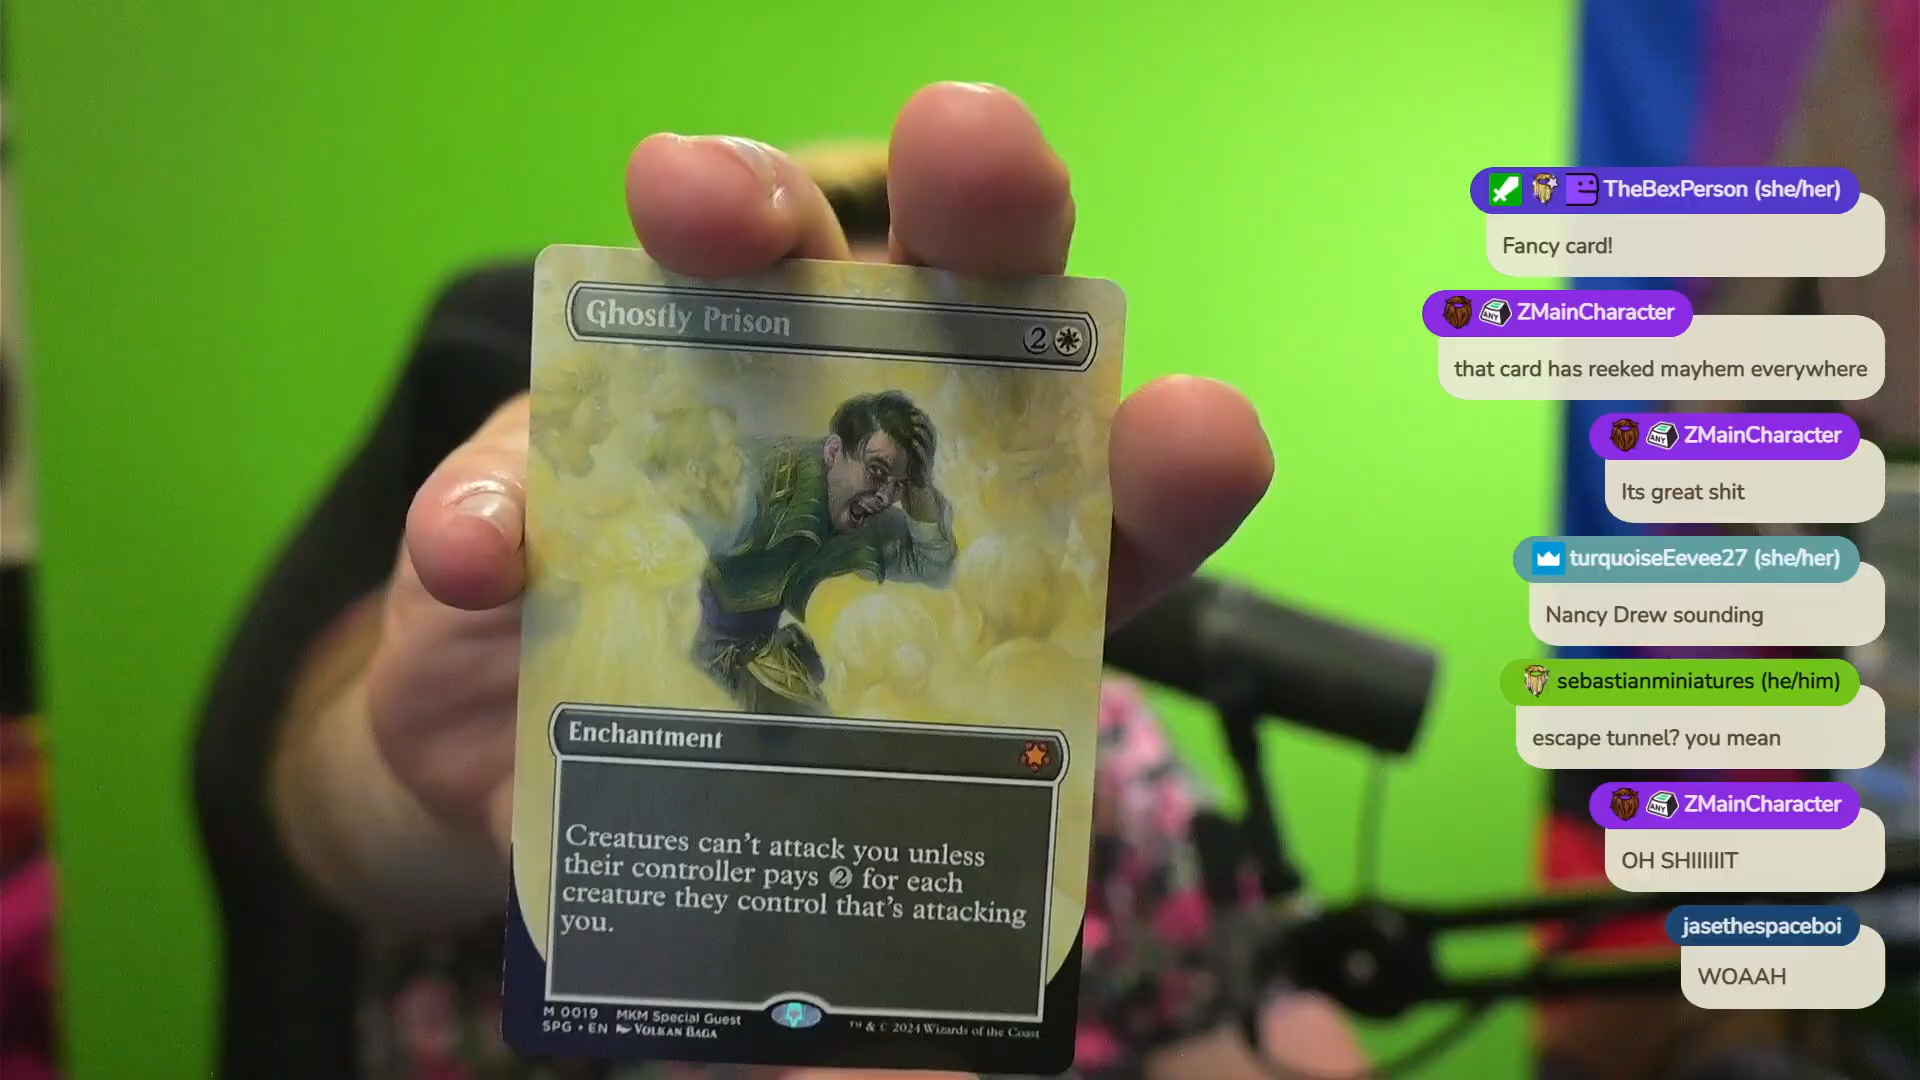 Ghostly Prison
2
Enchantment
Creatures can't attack you unless
their controller pays 2 for each
creature they control that's attacking
you.
M 0019 MKM Special Guest
SPG • EN VOLKAN BAGA
™ & © 2024 Wizards of the Coast
TheBexPerson (she/her)
Fancy card!
ANY ZMainCharacter
that card has reeked mayhem everywhere
ANY ZMainCharacter
Its great shit
turquoiseEevee27 (she/her)
Nancy Drew sounding
sebastianminiatures (he/him)
escape tunnel? you mean
ANY ZMainCharacter
OH SHIIIIIIT
jasethespaceboi
WOAAH